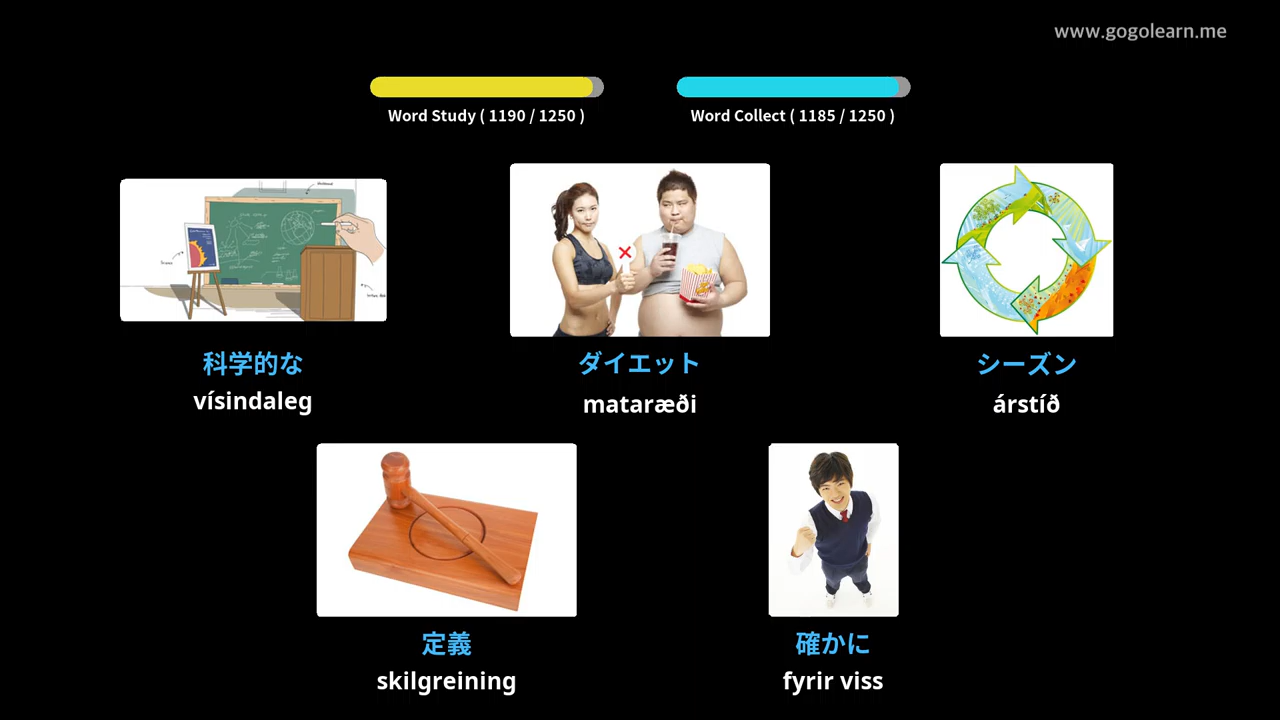 www.gogolearn.me
Word Study ( 1190 / 1250 )
Word Collect ( 1185 / 1250 )
科学的な
vísindaleg
ダイエット
mataræði
シーズン
árstíð
定義
skilgreining
確かに
fyrir viss